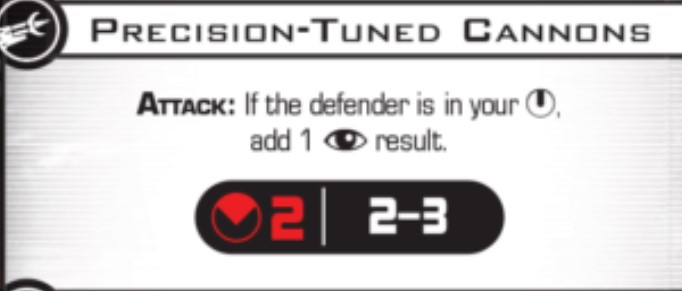 PRECISION-TUNED CANNONS
ATTACK: If the defender is in your ,
add 1 result.
2 2–3